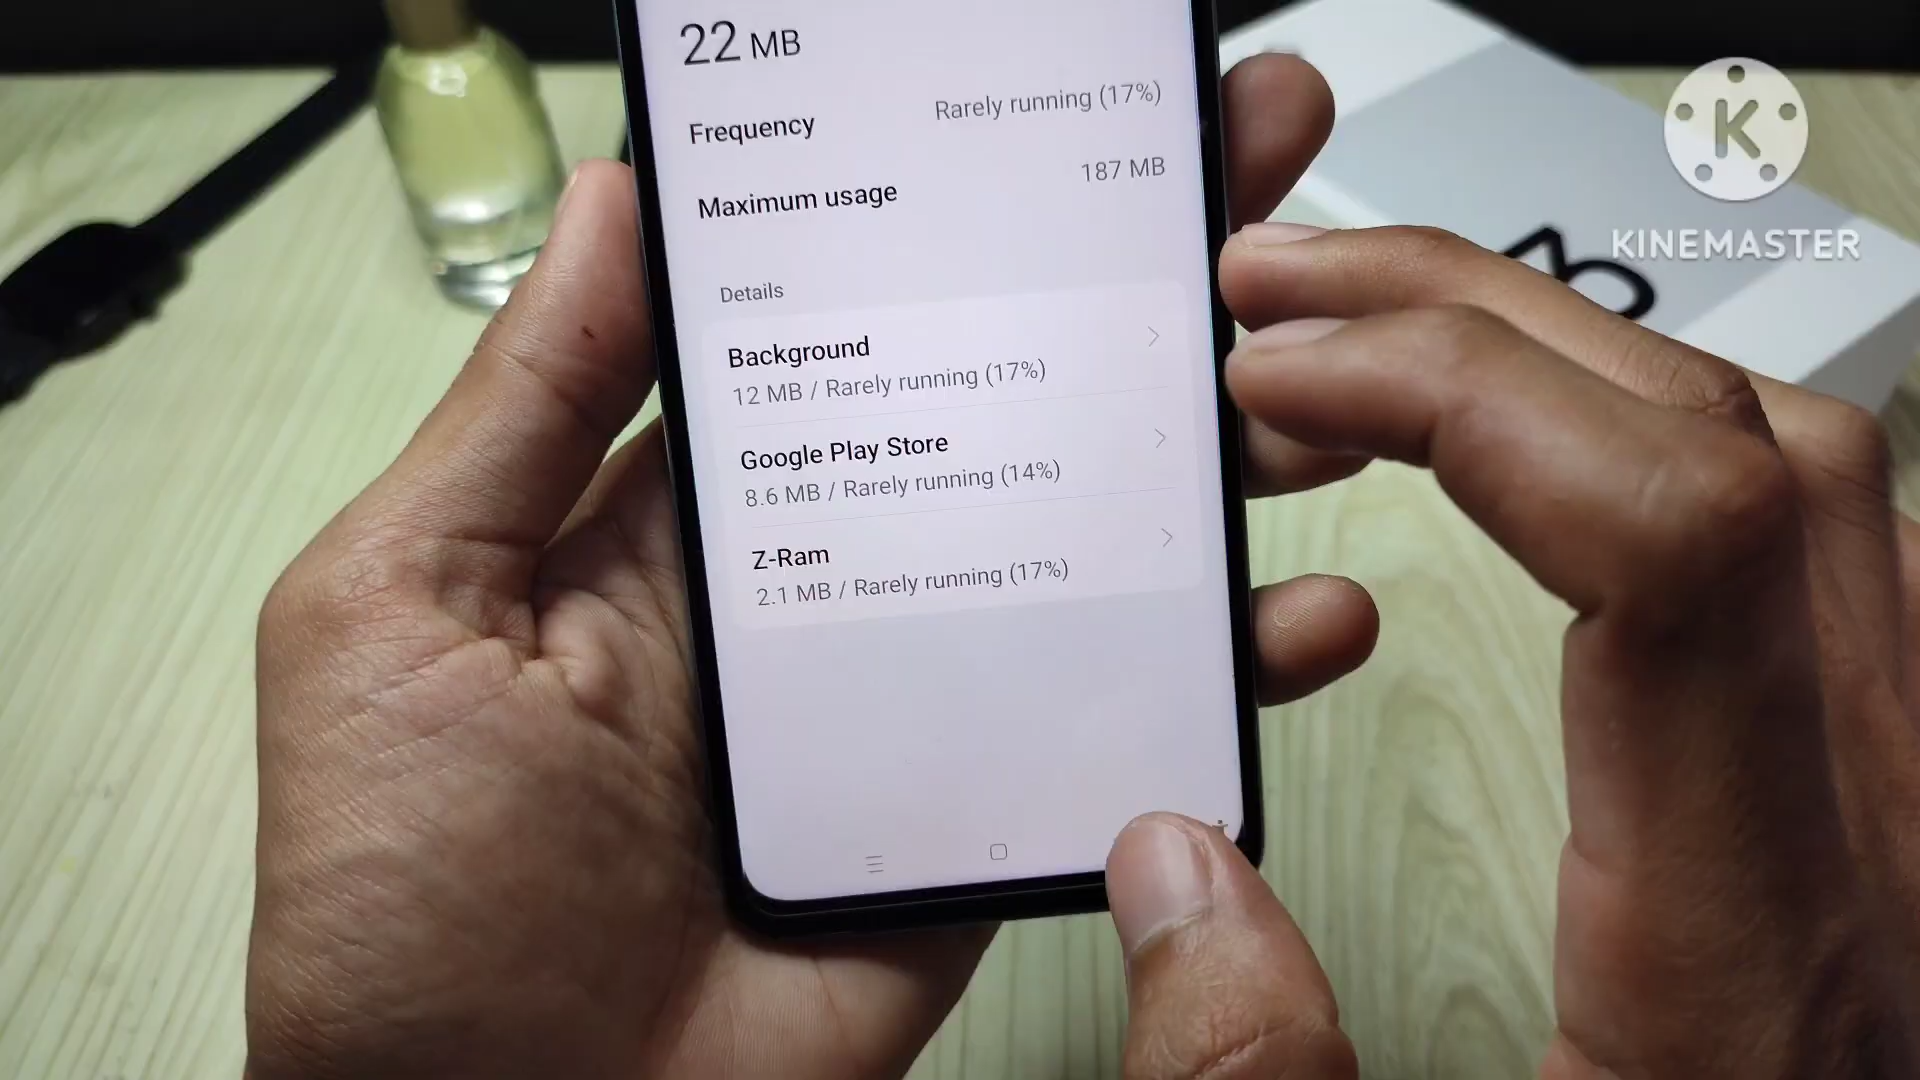 22 MB
Frequency
Rarely running (17%)
Maximum usage
187 MB
Details
Background
12 MB / Rarely running (17%)
Google Play Store
8.6 MB / Rarely running (14%)
Z-Ram
2.1 MB / Rarely running (17%)
K
KINEMASTER